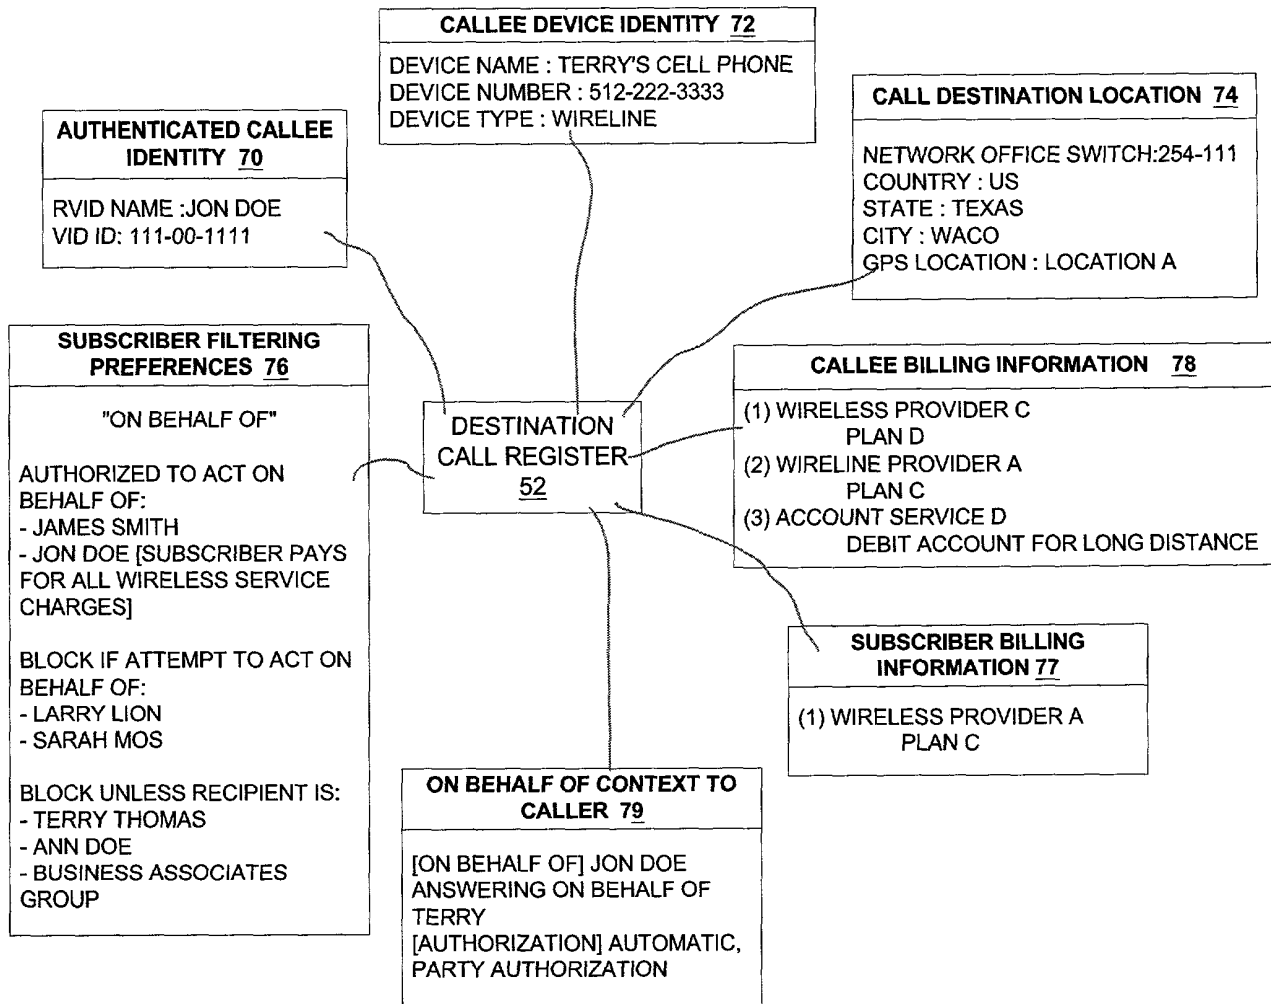 CALLEE DEVICE IDENTITY 72
DEVICE NAME : TERRY'S CELL PHONE
DEVICE NUMBER : 512-222-3333
DEVICE TYPE : WIRELINE
CALL DESTINATION LOCATION 74
NETWORK OFFICE SWITCH:254-111
COUNTRY : US
STATE : TEXAS
CITY : WACO
GPS LOCATION : LOCATION A
AUTHENTICATED CALLEE
IDENTITY 70
RVID NAME :JON DOE
VID ID: 111-00-1111
SUBSCRIBER FILTERING
PREFERENCES 76
"ON BEHALF OF"
AUTHORIZED TO ACT ON
BEHALF OF:
- JAMES SMITH
- JON DOE [SUBSCRIBER PAYS
FOR ALL WIRELESS SERVICE
CHARGES]
BLOCK IF ATTEMPT TO ACT ON
BEHALF OF:
- LARRY LION
- SARAH MOS
BLOCK UNLESS RECIPIENT IS:
- TERRY THOMAS
- ANN DOE
- BUSINESS ASSOCIATES
GROUP
DESTINATION
CALL REGISTER
52
CALLEE BILLING INFORMATION 78
(1) WIRELESS PROVIDER C
PLAN D
(2) WIRELINE PROVIDER A
PLAN C
(3) ACCOUNT SERVICE D
DEBIT ACCOUNT FOR LONG DISTANCE
SUBSCRIBER BILLING
INFORMATION 77
(1) WIRELESS PROVIDER A
PLAN C
ON BEHALF OF CONTEXT TO
CALLER 79
[ON BEHALF OF] JON DOE
ANSWERING ON BEHALF OF
TERRY
[AUTHORIZATION] AUTOMATIC,
PARTY AUTHORIZATION